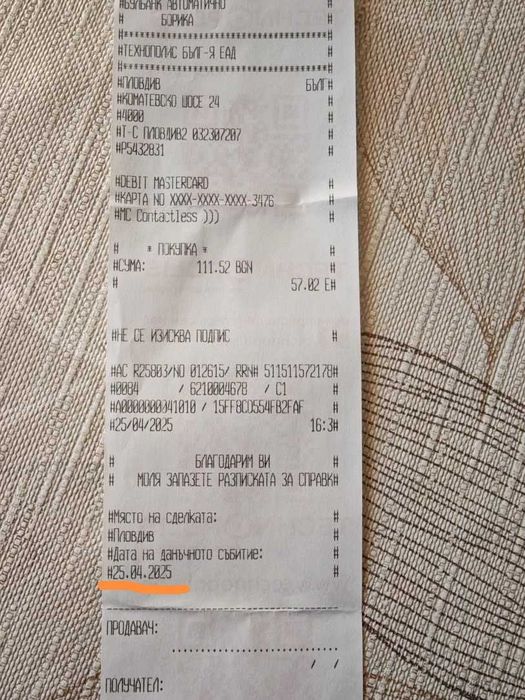 #БУЛБАНК АВТОМАТИЧНО #
# БОРИКА #
#ТЕХНОПОЛИС БЪЛГ-Я ЕАД #
#ПЛОВДИВ БЪЛГ#
#КОМАТЕВСКО ШОСЕ 24 #
#4000 #
#Т-С ПЛОВДИВ2 032307207 #
#P5432831 #
#DEBIT MASTERCARD #
#КАРТА NO XXXX-XXXX-XXXX-3476 #
#MC Contactless ))) #
# * ПОКУПКА * #
#СУМА: 111.52 BGN #
# 57.02 E#
#НЕ СЕ ИЗИСКВА ПОДПИС #
#AC R25803/NO 012615/ RRN# 511511572178#
#0084 / 6210004678 / C1 #
#A0000000041010 / 15FF8CD554FB2FAF #
#25/04/2025 16:3#
# БЛАГОДАРИМ ВИ #
# МОЛЯ ЗАПАЗЕТЕ РАЗПИСКАТА ЗА СПРАВК#
#Място на сделката: #
#Пловдив #
#Дата на данъчното събитие: #
#25.04.2025 #
ПРОДАВАЧ:
/ /
ПОЛУЧАТЕЛ: